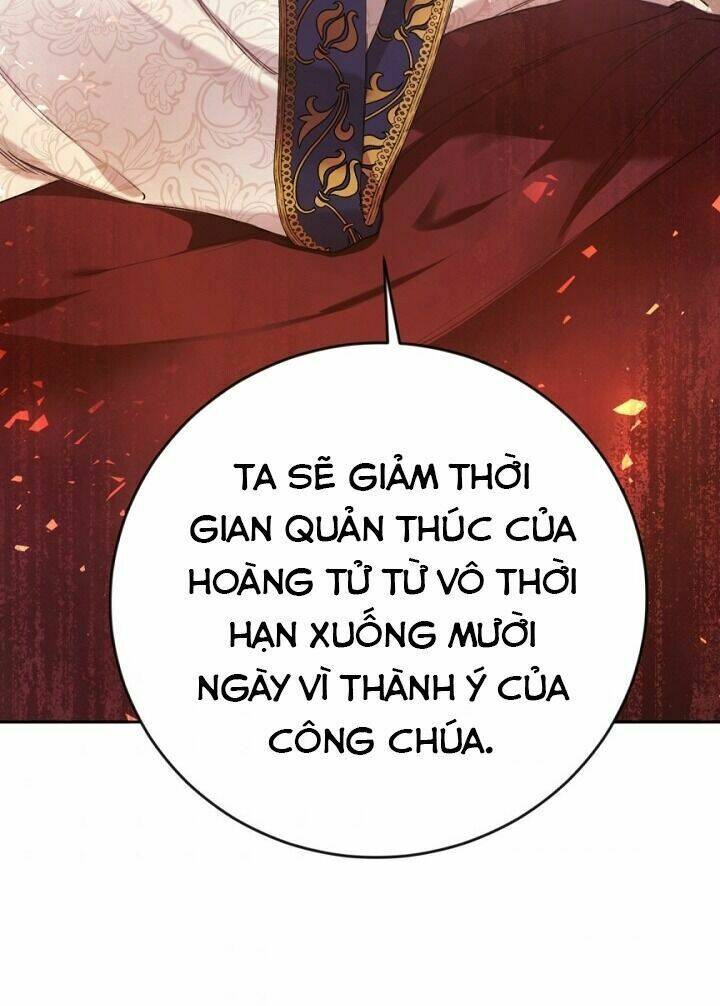 TA SẼ GIẢM THỜI
GIAN QUẢN THÚC CỦA
HOÀNG TỬ TỪ VÔ THỜI
HẠN XUỐNG MƯỜI
NGÀY VÌ THÀNH Ý CỦA
CÔNG CHÚA.